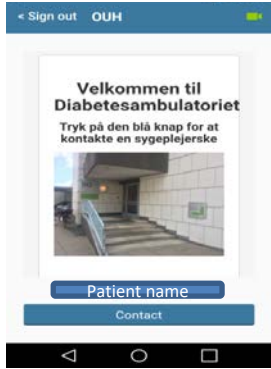 < Sign out OUH
Velkommen til
Diabetesambulatoriet
Tryk på den blå knap for at
kontakte en sygeplejerske
Patient name
Contact